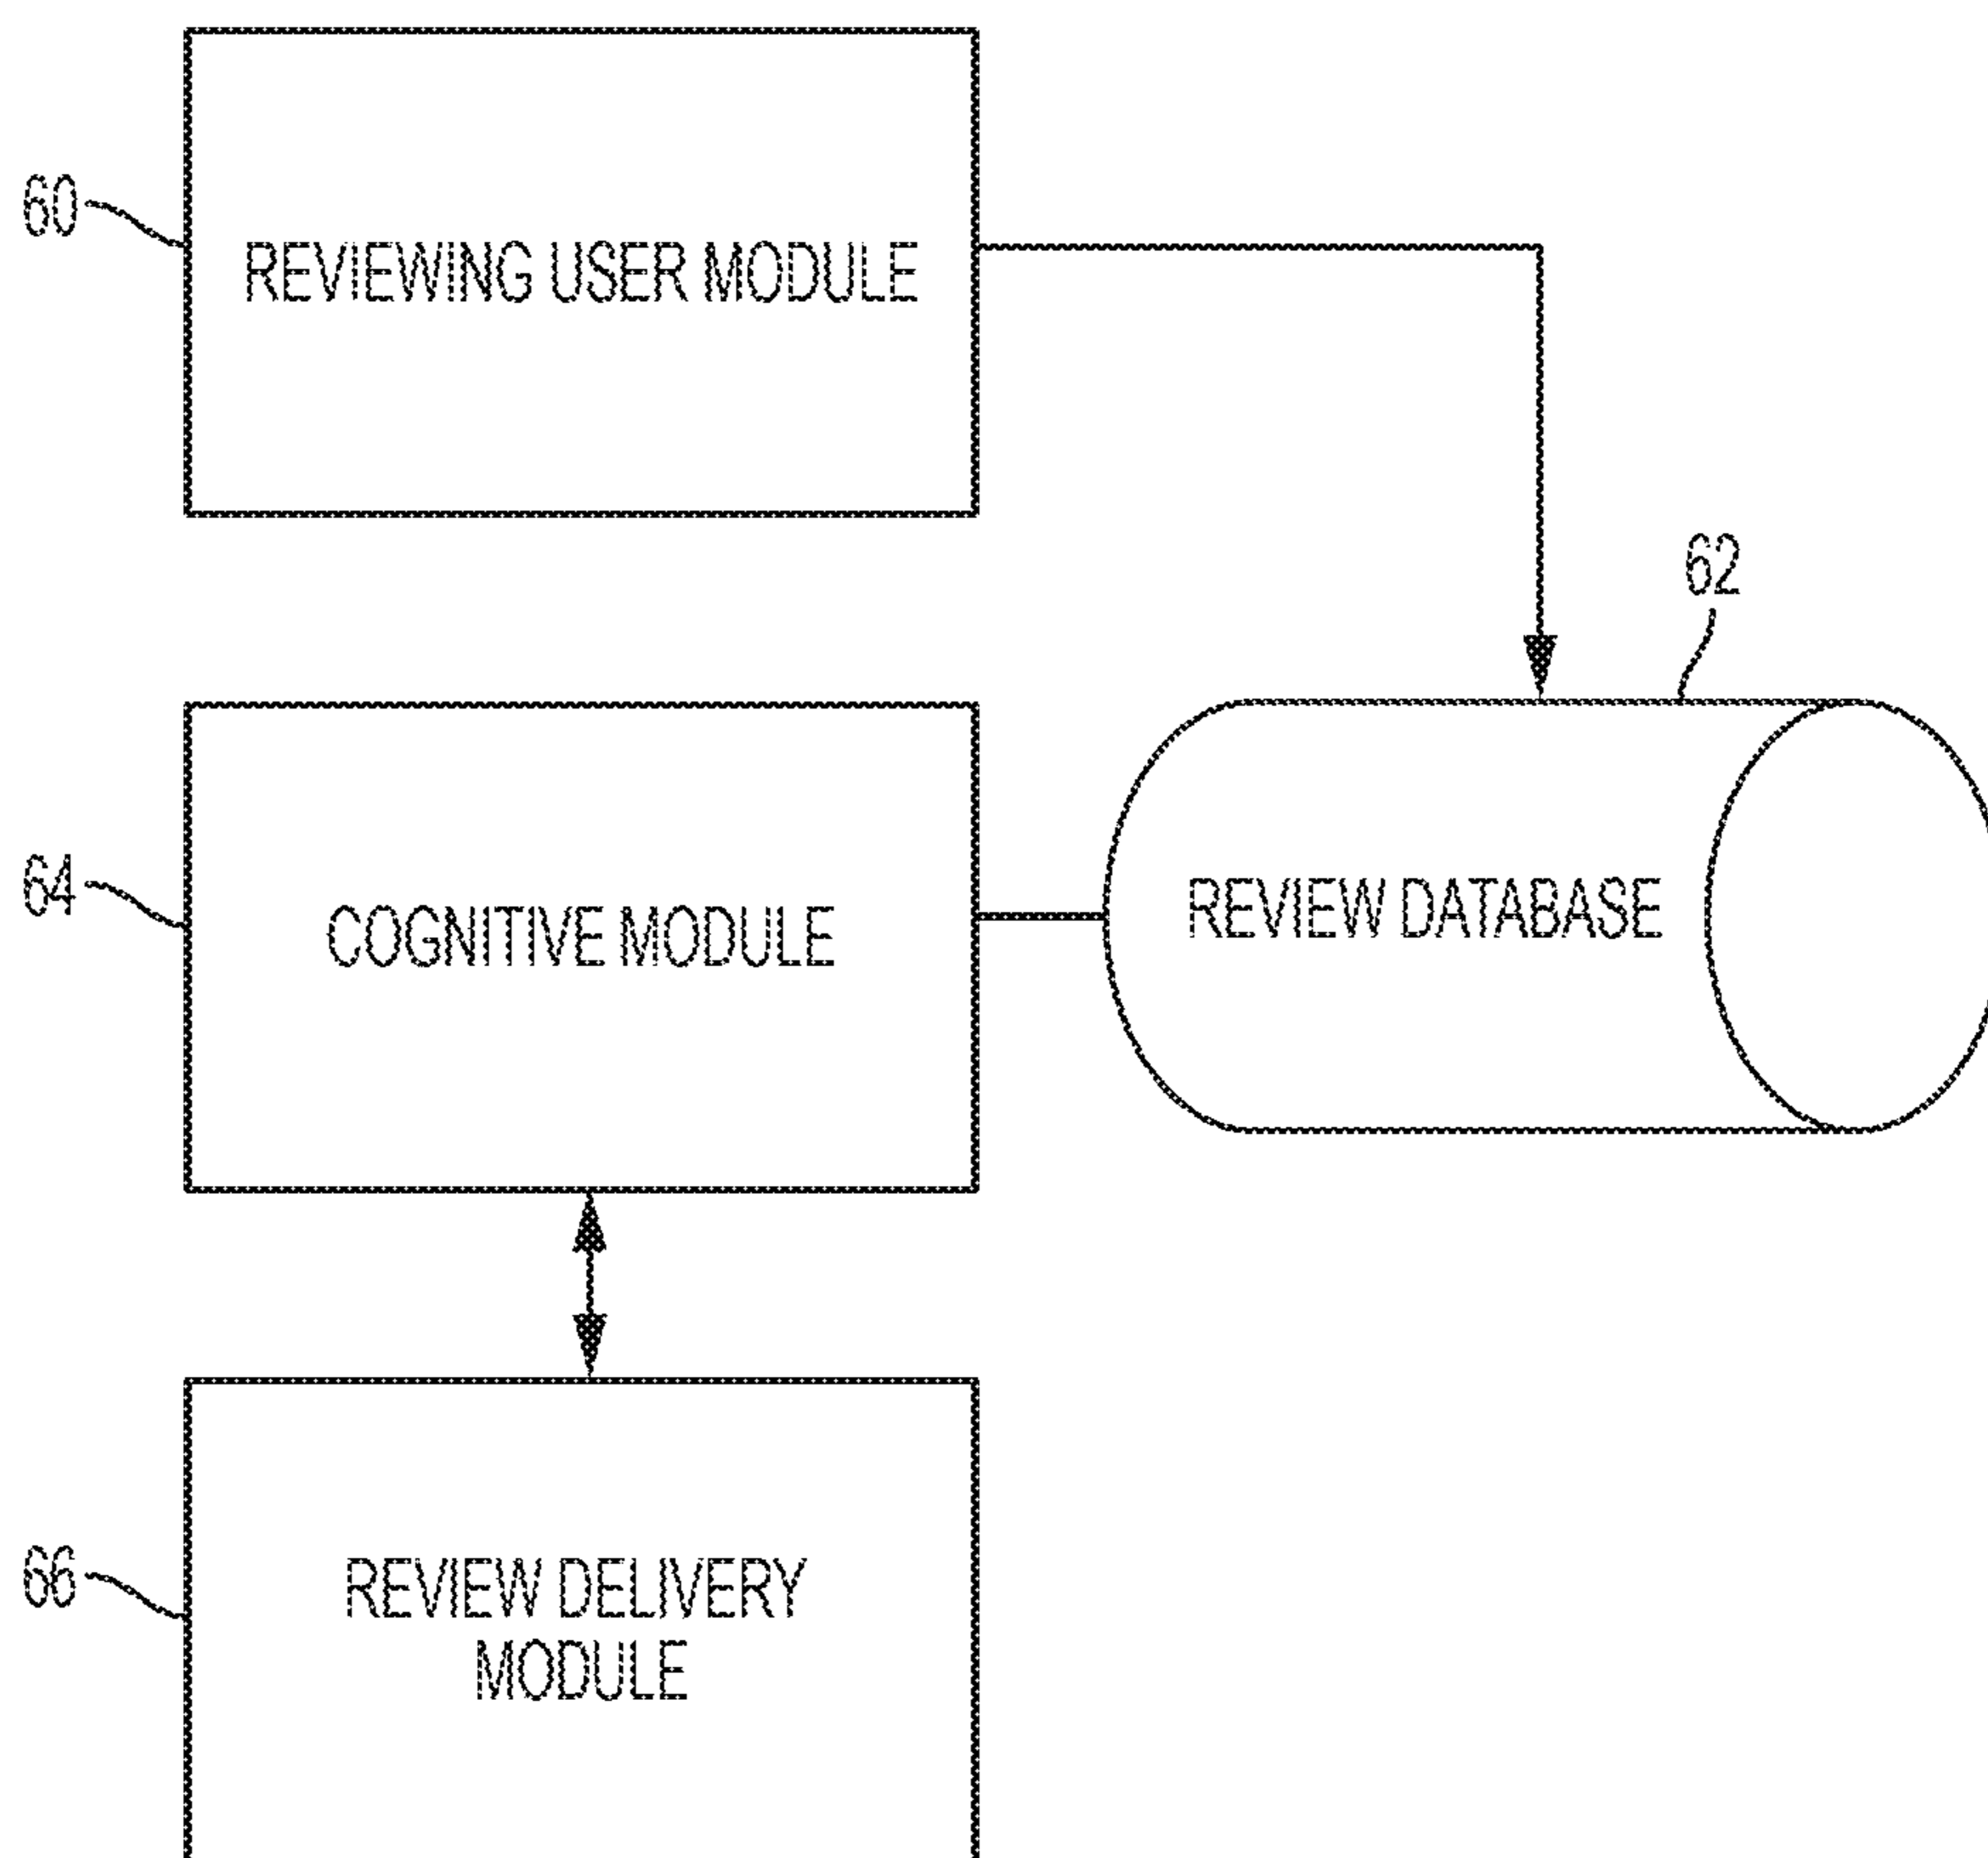 60
REVIEWING USER MODULE
62
64
COGNITIVE MODULE
REVIEW DATABASE
66
REVIEW DELIVERY
MODULE